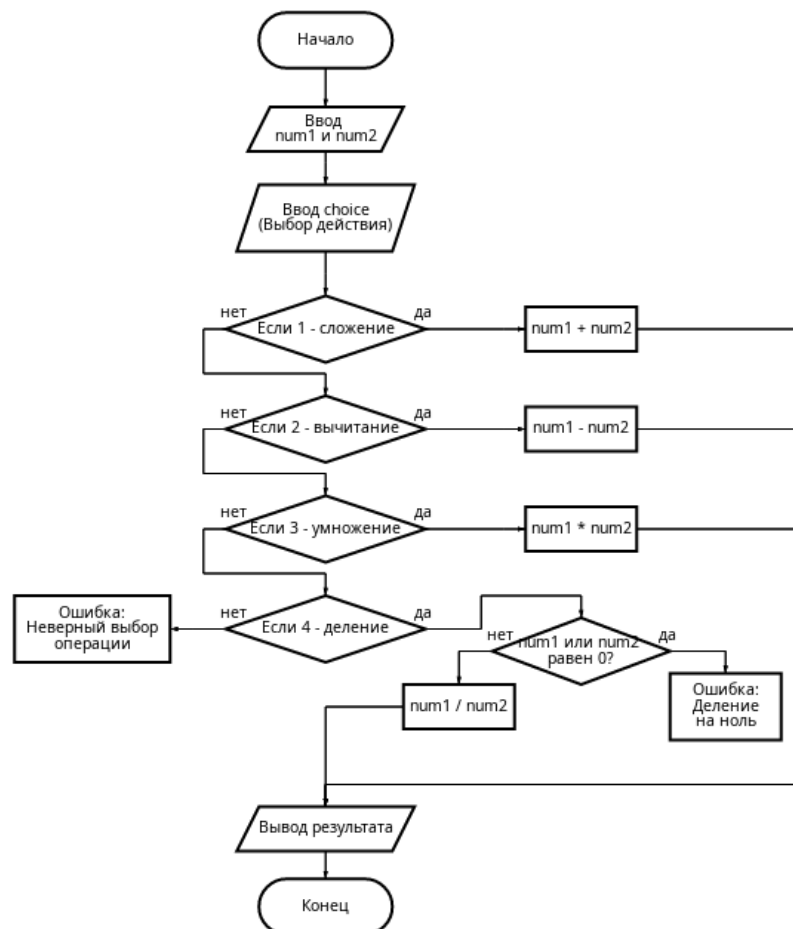 Начало
Ввод
num1 и num2
Ввод choice
(Выбор действия)
нет
Если 1 - сложение
да
num1 + num2
нет
Если 2 - вычитание
да
num1 - num2
нет
Если 3 - умножение
да
num1 * num2
Ошибка:
Неверный выбор
операции
нет
Если 4 - деление
да
нет
num1 или num2
равен 0?
да
num1 / num2
Ошибка:
Деление
на ноль
Вывод результата
Конец